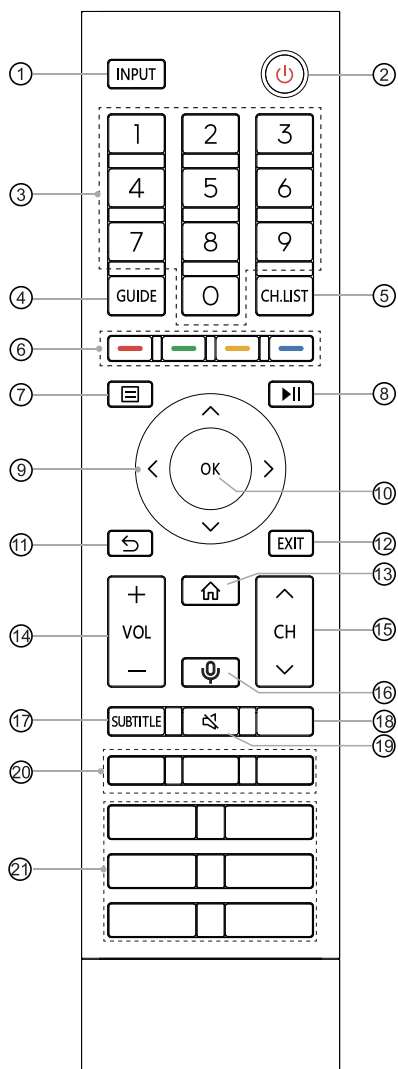 ① INPUT ②
1 2 3
③ 4 5 6
7 8 9
④ GUIDE 0 CH.LIST ⑤
⑥
⑦ ⑧
⑨ OK
⑩
⑪ EXIT ⑫
⑬
+
⑭ VOL CH ⑮
—
⑯
⑰ SUBTITLE ⑱
⑲
⑳
㉑